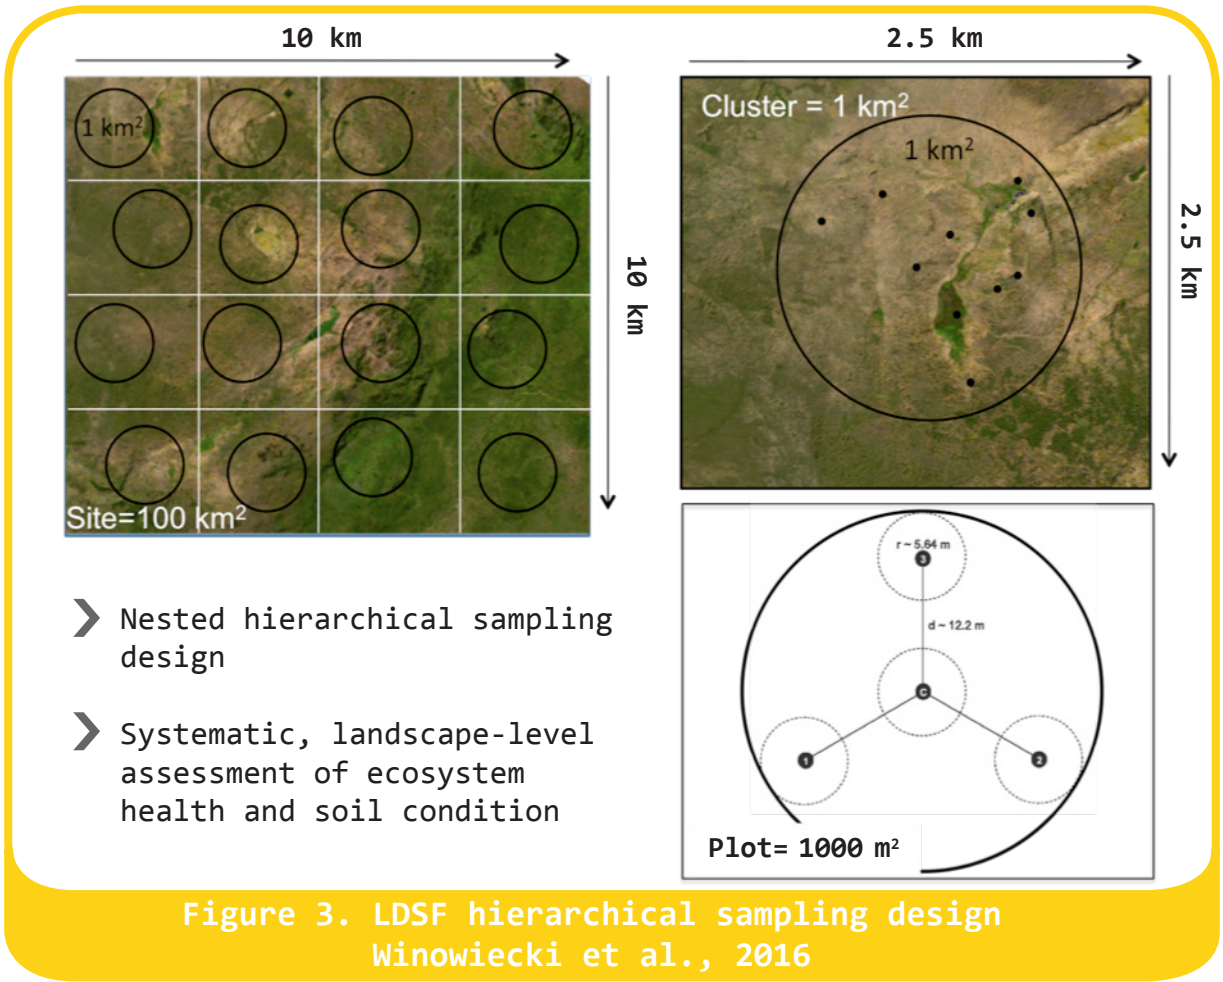 10 km
1 km²
10 km
Site=100 km²
2.5 km
Cluster = 1 km²
1 km²
2.5 km
Nested hierarchical sampling
design
Systematic, landscape-level
assessment of ecosystem
health and soil condition
r ~ 5.64 m
3
d ~ 12.2 m
C
1
2
Plot= 1000 m²
Figure 3. LDSF hierarchical sampling design
Winowiecki et al., 2016